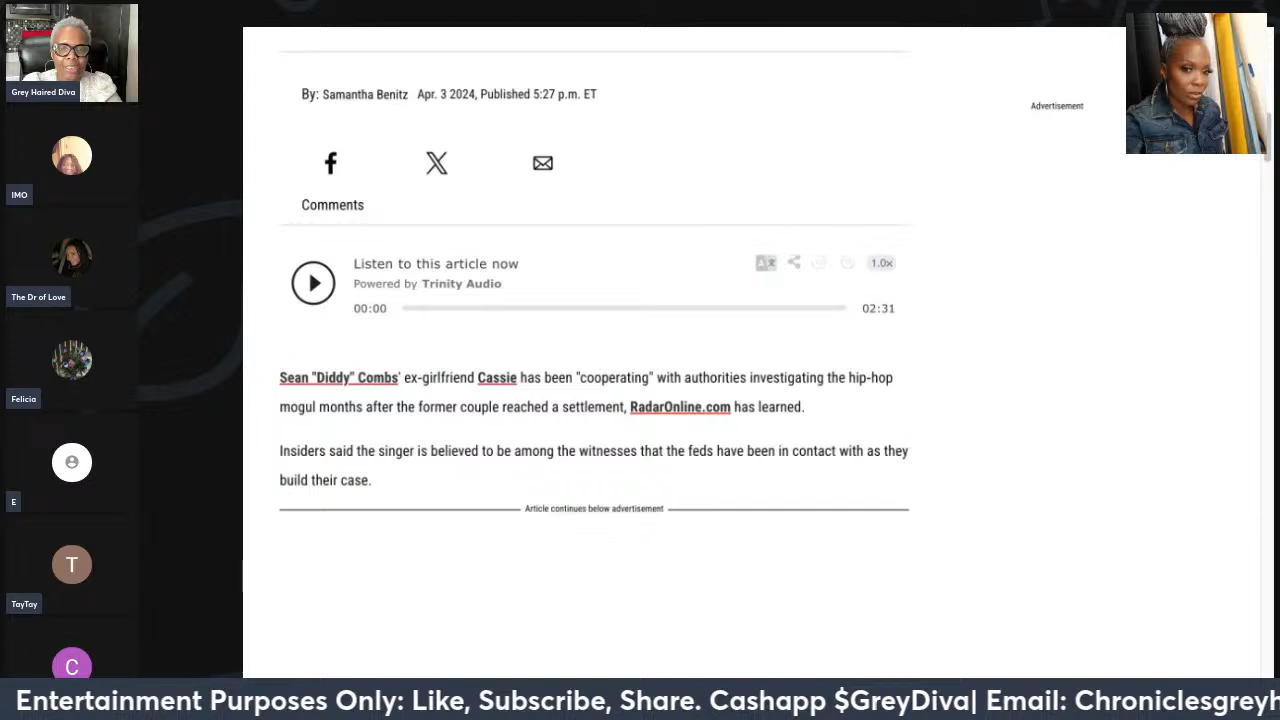 Grey Haired Diva
IMO
The Dr of Love
Felicia
E
T
TayTay
C
By: Samantha Benitz Apr. 3 2024, Published 5:27 p.m. ET
Advertisement
Comments
Listen to this article now
Powered by Trinity Audio
1.0x
00:00
02:31
Sean "Diddy" Combs' ex-girlfriend Cassie has been "cooperating" with authorities investigating the hip-hop
mogul months after the former couple reached a settlement, RadarOnline.com has learned.
Insiders said the singer is believed to be among the witnesses that the feds have been in contact with as they
build their case.
Article continues below advertisement
Entertainment Purposes Only: Like, Subscribe, Share. Cashapp $GreyDiva| Email: Chroniclesgreyh